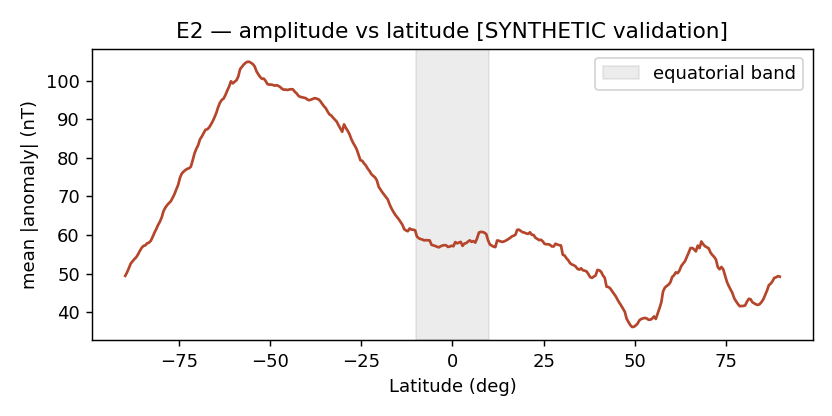 E2 — amplitude vs latitude [SYNTHETIC validation]
equatorial band
mean |anomaly| (nT)
100
90
80
70
60
50
40
−75 −50 −25 0 25 50 75
Latitude (deg)